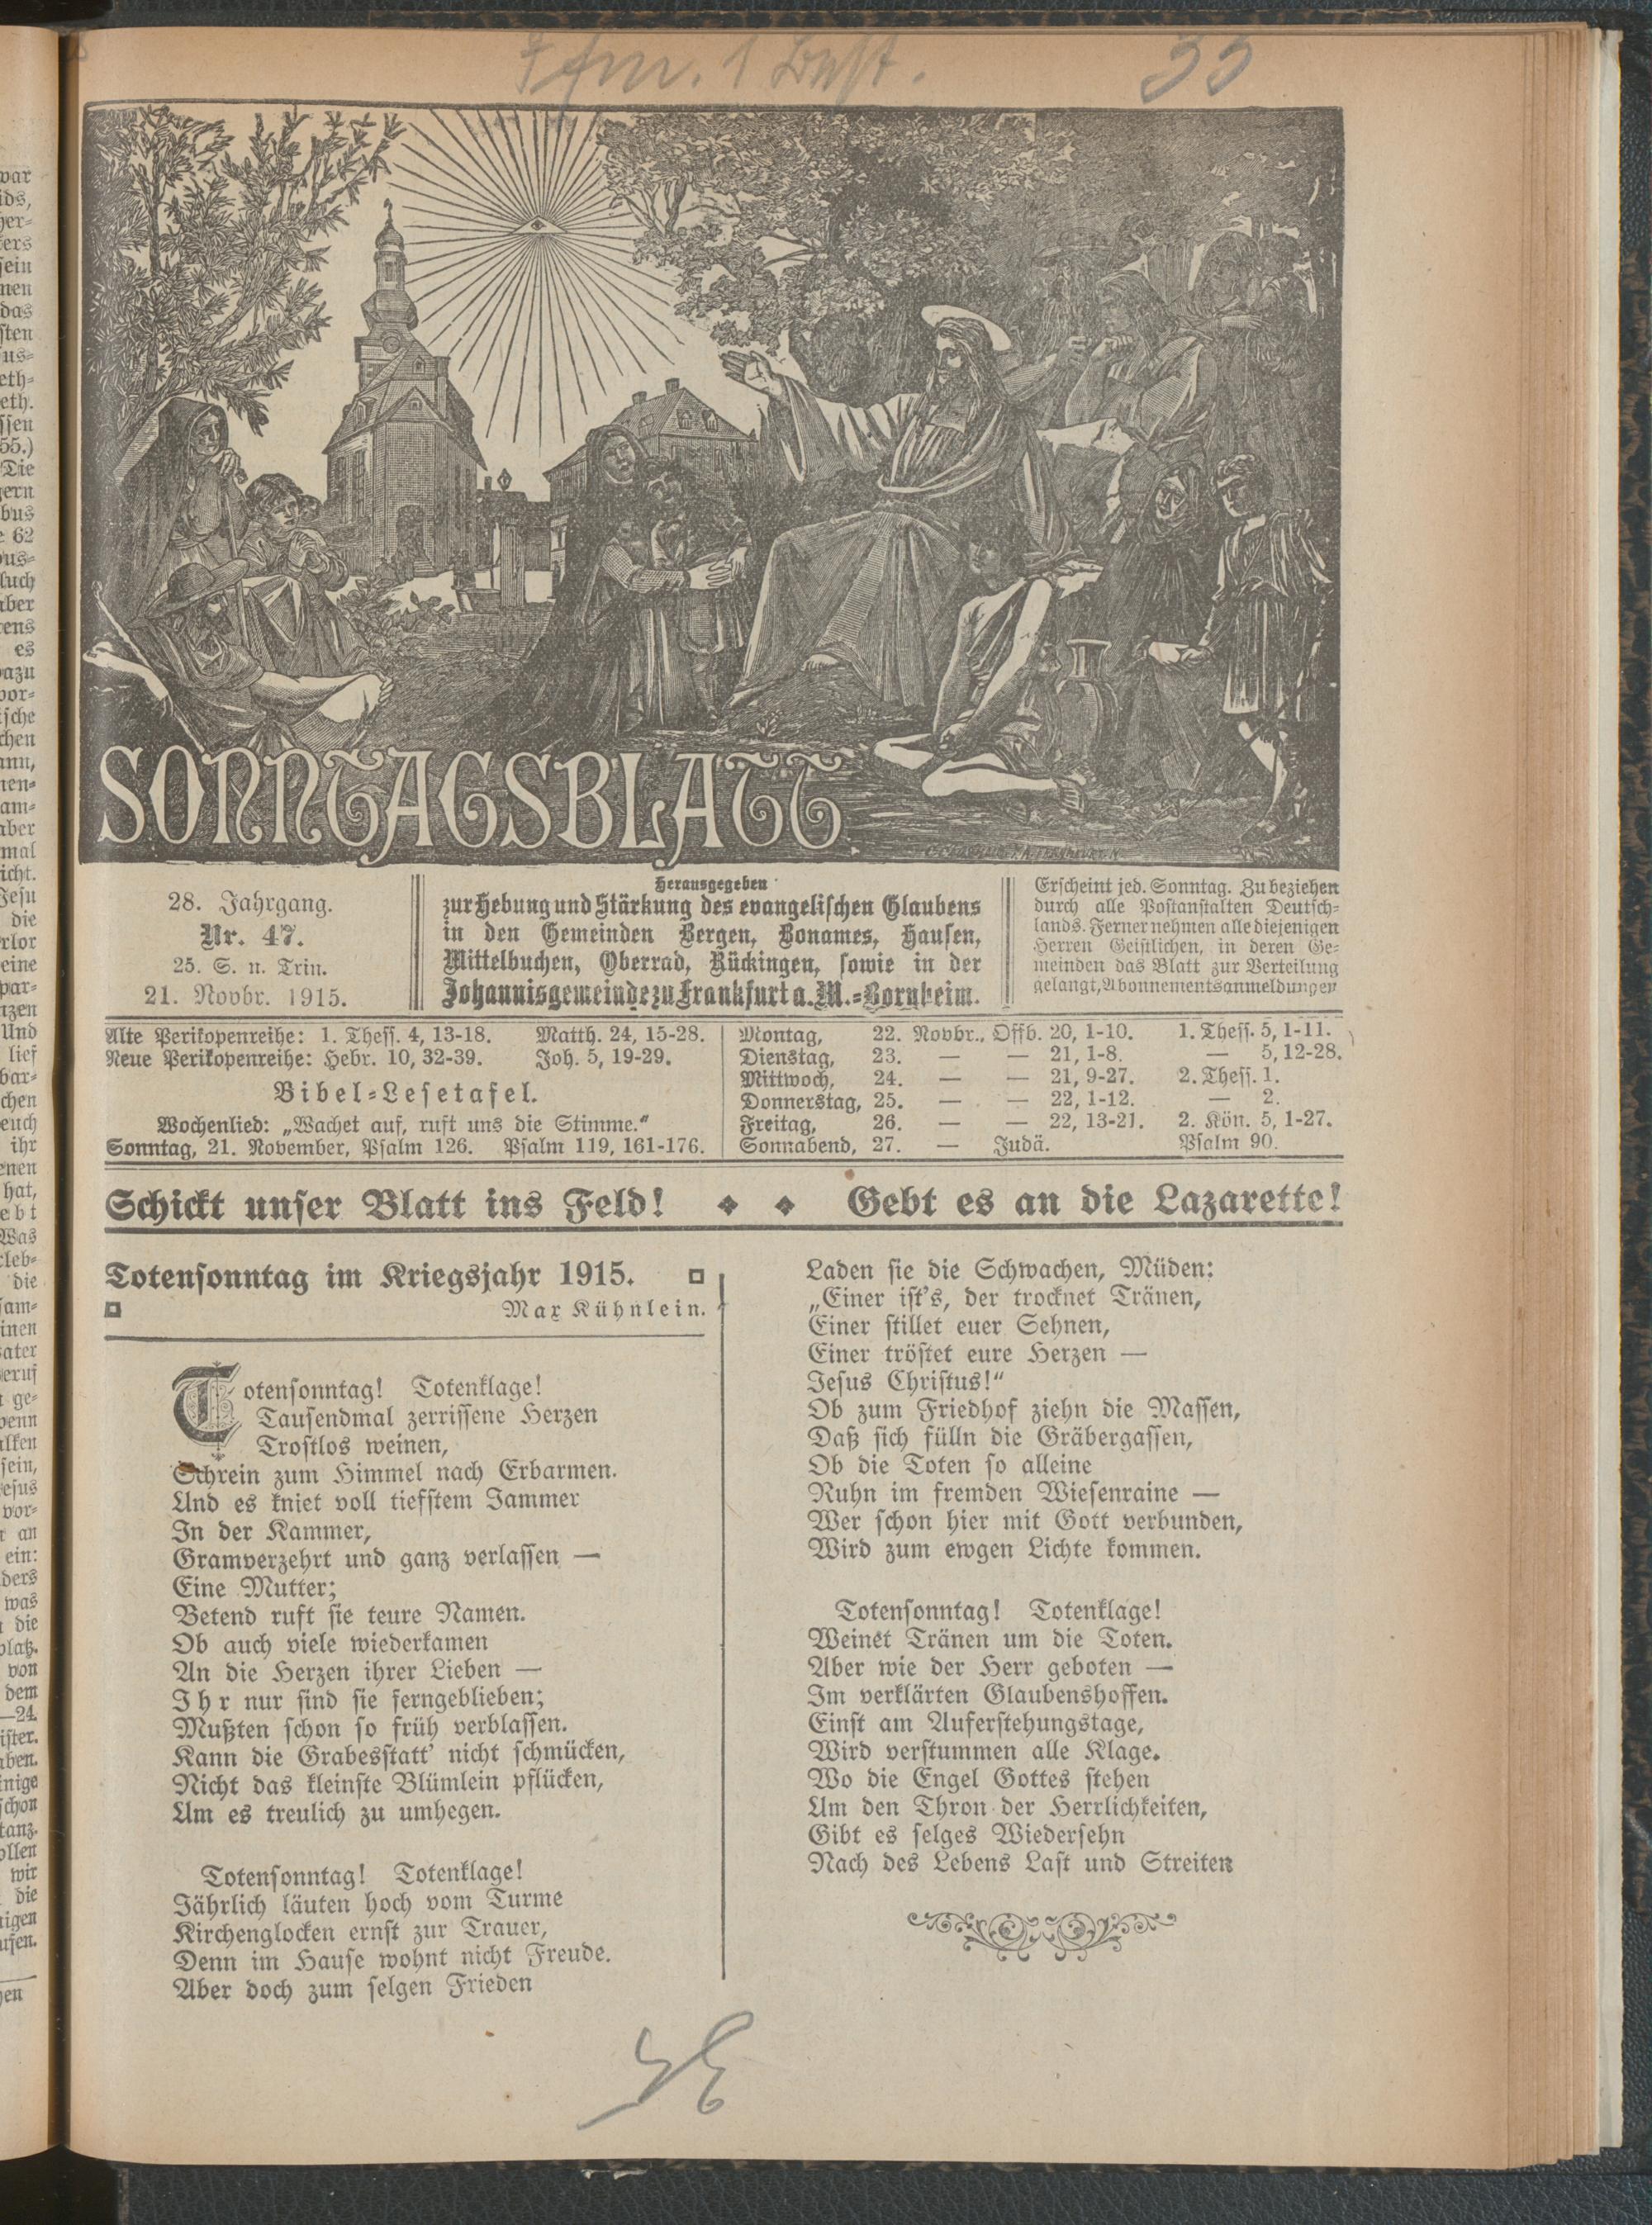 SONNTAGSBLATT
28. Jahrgang.
Nr. 47.
25. S. n. Trin.
21. Novbr. 1915.
Herausgegeben
zur Hebung und Stärkung des evangelischen Glaubens
in den Gemeinden Bergen, Bonames, Hausen,
Mittelbuchen, Oberrad, Rückingen, sowie in der
Johannisgemeinde zu Frankfurt a. M.-Bornheim.
Erscheint jed. Sonntag. Zu beziehen
durch alle Postanstalten Deutsch-
lands. Ferner nehmen alle diejenigen
Herren Geistlichen, in deren Ge-
meinden das Blatt zur Verteilung
gelangt, Abonnementsanmeldungen
Alte Perikopenreihe: 1. Thess. 4, 13-18. Matth. 24, 15-28.
Neue Perikopenreihe: Hebr. 10, 32-39. Joh. 5, 19-29.
Bibel-Lesetafel.
Wochenlied: „Wachet auf, ruft uns die Stimme.“
Sonntag, 21. November, Psalm 126. Psalm 119, 161-176.
Montag, 22. Novbr., Offb. 20, 1-10. 1. Thess. 5, 1-11.
Dienstag, 23. — — 21, 1-8. — 5, 12-28.
Mittwoch, 24. — — 21, 9-27. 2. Thess. 1.
Donnerstag, 25. — — 22, 1-12. — 2.
Freitag, 26. — — 22, 13-21. 2. Kön. 5, 1-27.
Sonnabend, 27. — Judä. Psalm 90.
Schickt unser Blatt ins Feld! Gebt es an die Lazarette!
Totensonntag im Kriegsjahr 1915.
Max Kühnlein.
Totensonntag! Totenklage!
Tausendmal zerrissene Herzen
Trostlos weinen,
Schrein zum Himmel nach Erbarmen.
Und es kniet voll tiefstem Jammer
In der Kammer,
Gramverzehrt und ganz verlassen —
Eine Mutter;
Betend ruft sie teure Namen.
Ob auch viele wiederkamen
An die Herzen ihrer Lieben —
Ihr nur sind sie ferngeblieben;
Mußten schon so früh verblassen.
Kann die Grabesstatt' nicht schmücken,
Nicht das kleinste Blümlein pflücken,
Um es treulich zu umhegen.
Totensonntag! Totenklage!
Jährlich läuten hoch vom Turme
Kirchenglocken ernst zur Trauer,
Denn im Hause wohnt nicht Freude.
Aber doch zum selgen Frieden
Laden sie die Schwachen, Müden:
„Einer ist's, der trocknet Tränen,
Einer stillet euer Sehnen,
Einer tröstet eure Herzen —
Jesus Christus!“
Ob zum Friedhof ziehn die Massen,
Daß sich fülln die Gräbergassen,
Ob die Toten so alleine
Ruhn im fremden Wiesenraine —
Wer schon hier mit Gott verbunden,
Wird zum ewgen Lichte kommen.
Totensonntag! Totenklage!
Weinet Tränen um die Toten.
Aber wie der Herr geboten —
Im verklärten Glaubenshoffen.
Einst am Auferstehungstage,
Wird verstummen alle Klage.
Wo die Engel Gottes stehen
Um den Thron der Herrlichkeiten,
Gibt es selges Wiedersehn
Nach des Lebens Last und Streiten